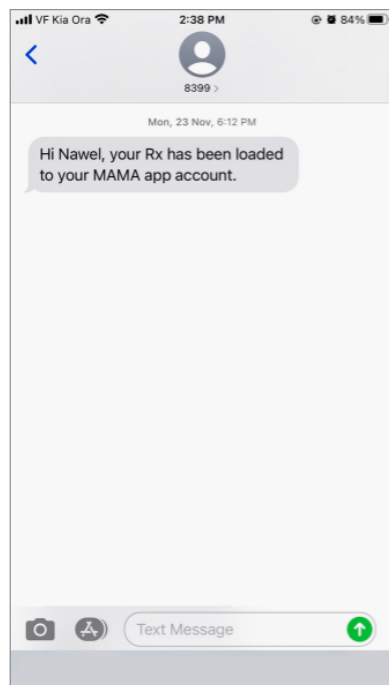 VF Kia Ora 2:38 PM 84%
8399 >
Mon, 23 Nov, 6:12 PM
Hi Nawel, your Rx has been loaded
to your MAMA app account.
Text Message